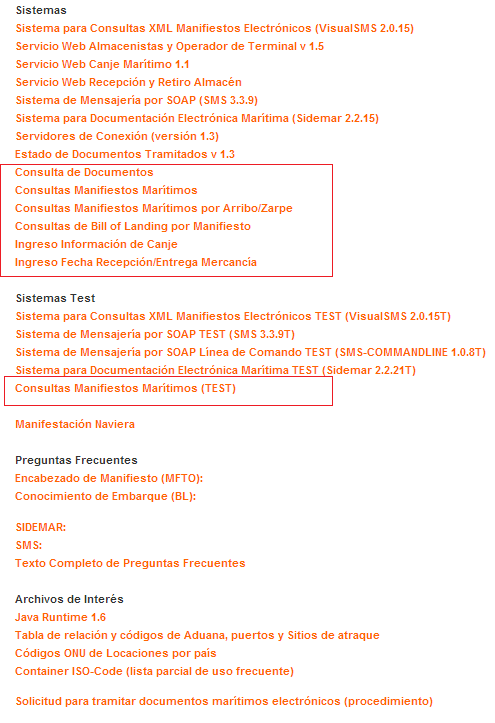 Sistemas
Sistema para Consultas XML Manifiestos Electrónicos (VisualSMS 2.0.15)
Servicio Web Almacenistas y Operador de Terminal v 1.5
Servicio Web Canje Marítimo 1.1
Servicio Web Recepción y Retiro Almacén
Sistema de Mensajería por SOAP (SMS 3.3.9)
Sistema para Documentación Electrónica Marítima (Sidemar 2.2.15)
Servidores de Conexión (versión 1.3)
Estado de Documentos Tramitados v 1.3
Consulta de Documentos
Consultas Manifiestos Marítimos
Consultas Manifiestos Marítimos por Arribo/Zarpe
Consultas de Bill of Landing por Manifiesto
Ingreso Información de Canje
Ingreso Fecha Recepción/Entrega Mercancía
Sistemas Test
Sistema para Consultas XML Manifiestos Electrónicos TEST (VisualSMS 2.0.15T)
Sistema de Mensajería por SOAP TEST (SMS 3.3.9T)
Sistema de Mensajería por SOAP Línea de Comando TEST (SMS-COMMANDLINE 1.0.8T)
Sistema para Documentación Electrónica Marítima TEST (Sidemar 2.2.21T)
Consultas Manifiestos Marítimos (TEST)
Manifestación Naviera
Preguntas Frecuentes
Encabezado de Manifiesto (MFTO):
Conocimiento de Embarque (BL):
SIDEMAR:
SMS:
Texto Completo de Preguntas Frecuentes
Archivos de Interés
Java Runtime 1.6
Tabla de relación y códigos de Aduana, puertos y Sitios de atraque
Códigos ONU de Locaciones por país
Container ISO-Code (lista parcial de uso frecuente)
Solicitud para tramitar documentos marítimos electrónicos (procedimiento)